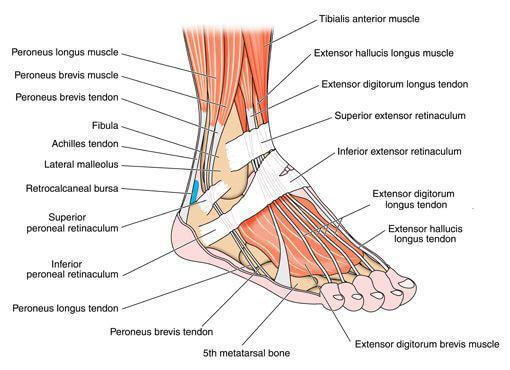 Tibialis anterior muscle
Peroneus longus muscle
Extensor hallucis longus muscle
Peroneus brevis muscle
Extensor digitorum longus tendon
Peroneus brevis tendon
Superior extensor retinaculum
Fibula
Achilles tendon
Inferior extensor retinaculum
Lateral malleolus
Retrocalcaneal bursa
Extensor digitorum
longus tendon
Superior
peroneal retinaculum
Extensor hallucis
longus tendon
Inferior
peroneal retinaculum
Peroneus longus tendon
Peroneus brevis tendon
Extensor digitorum brevis muscle
5th metatarsal bone